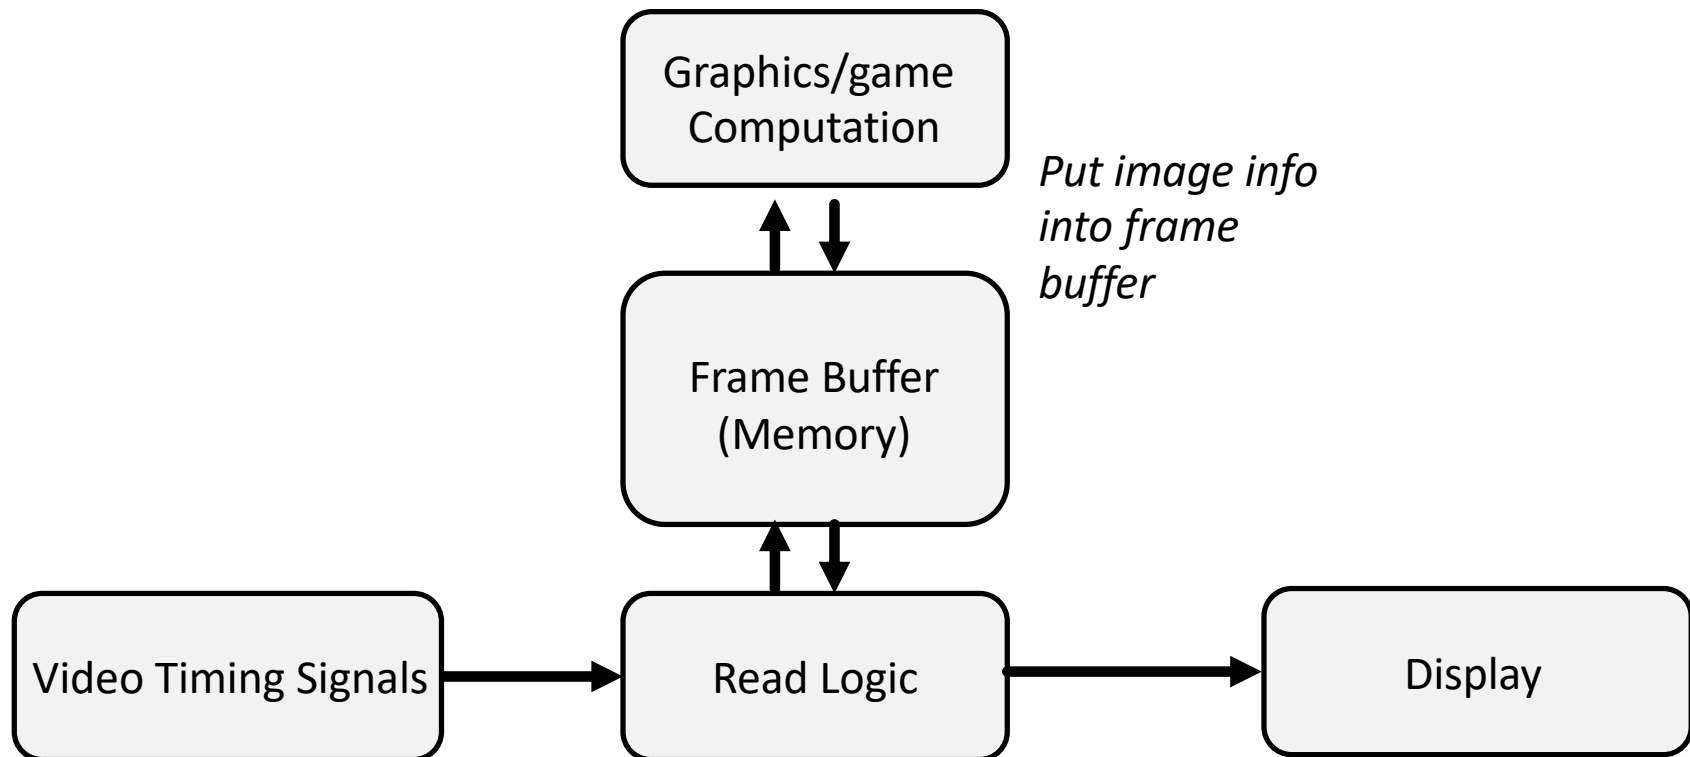 Graphics/game
Computation
Put image info
into frame
buffer
Frame Buffer
(Memory)
Video Timing Signals
Read Logic
Display